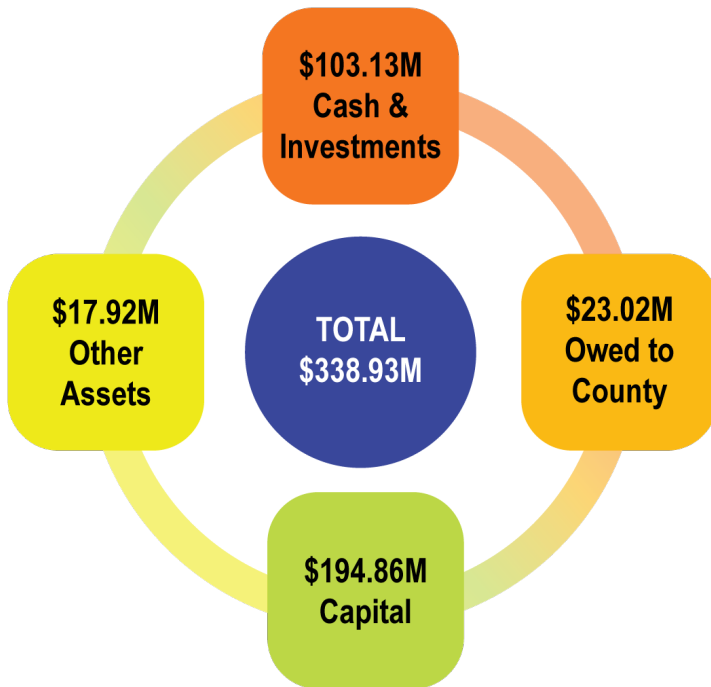 $103.13M
Cash &
Investments
$17.92M
Other
Assets
TOTAL
$338.93M
$23.02M
Owed to
County
$194.86M
Capital